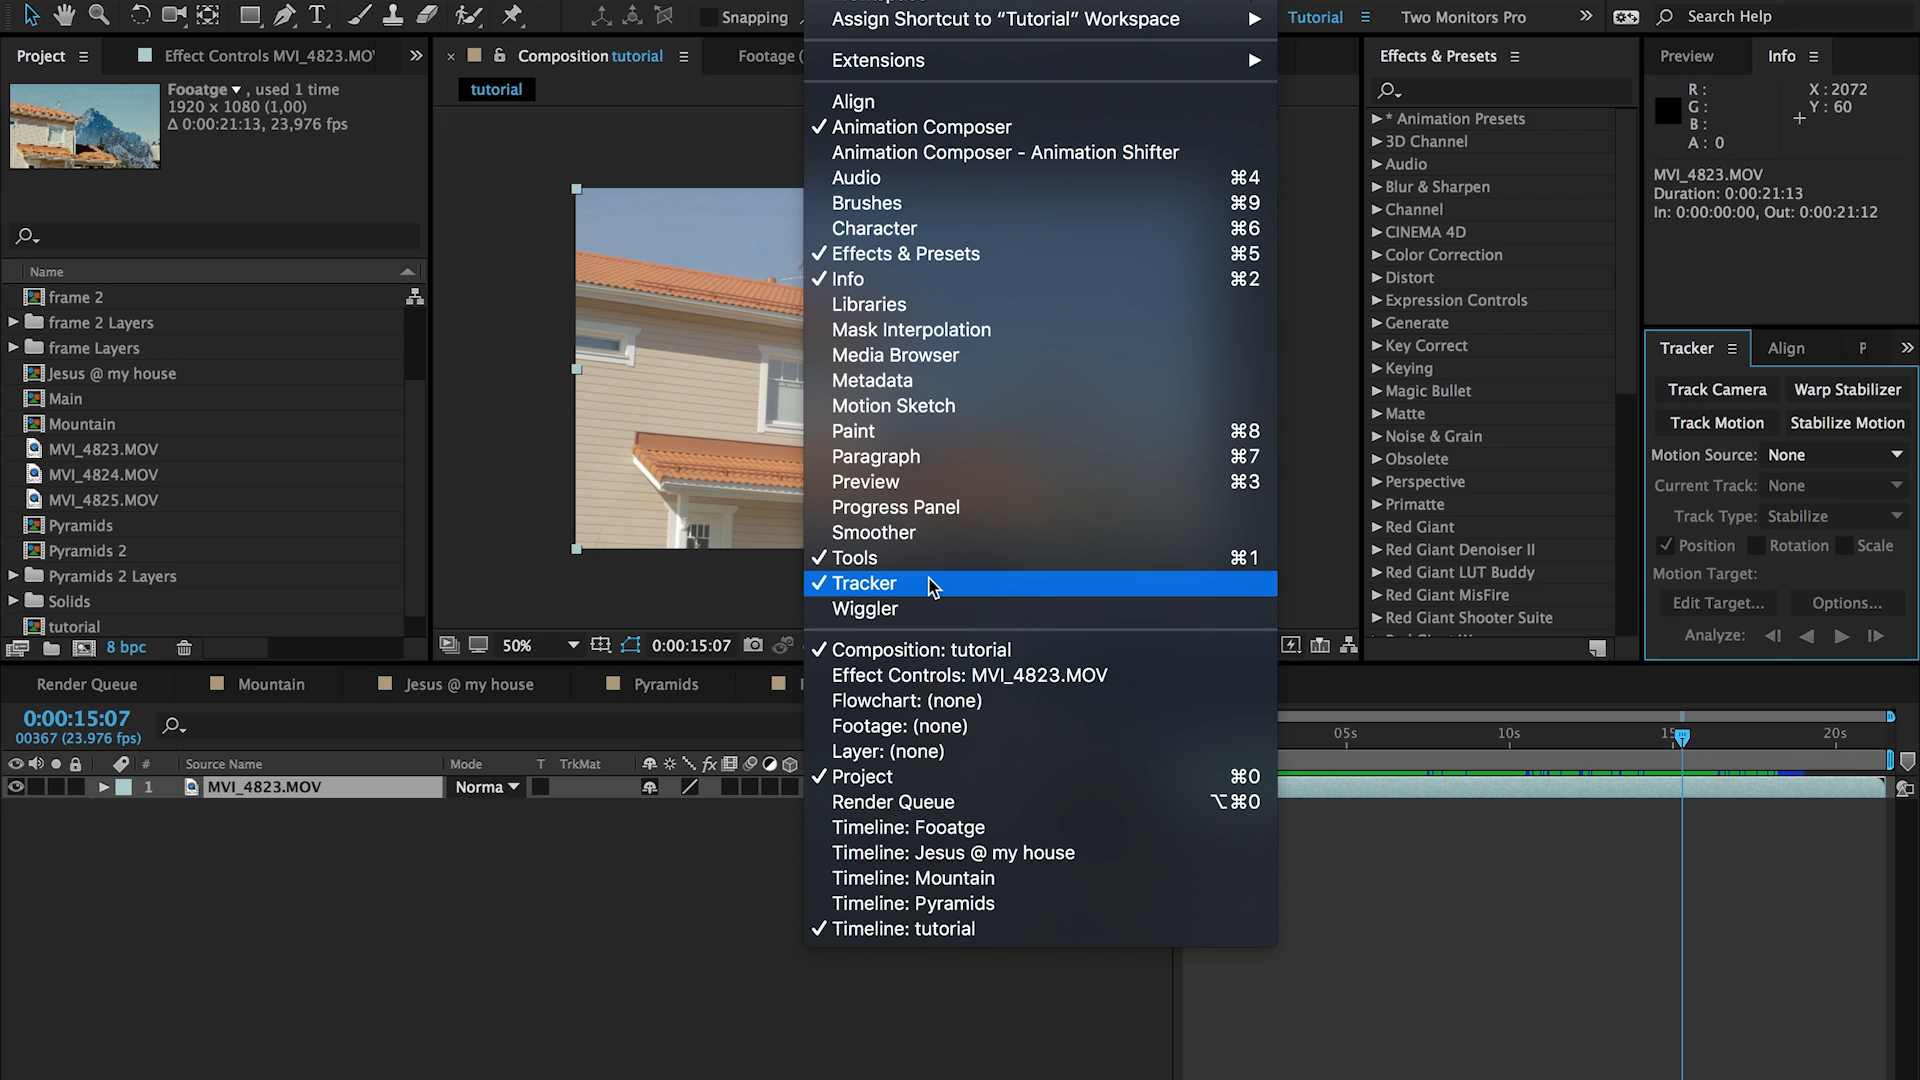 Snapping
Assign Shortcut to “Tutorial” Workspace
Tutorial
Two Monitors Pro
Search Help
Project
Effect Controls MVI_4823.MO
Composition tutorial
Footage (
tutorial
Fooatge ▾ , used 1 time
1920 x 1080 (1,00)
Δ 0:00:21:13, 23,976 fps
Name
frame 2
frame 2 Layers
frame Layers
Jesus @ my house
Main
Mountain
MVI_4823.MOV
MVI_4824.MOV
MVI_4825.MOV
Pyramids
Pyramids 2
Pyramids 2 Layers
Solids
tutorial
8 bpc
50%
0:00:15:07
Extensions
Align
✓ Animation Composer
Animation Composer - Animation Shifter
Audio ⌘4
Brushes ⌘9
Character ⌘6
✓ Effects & Presets ⌘5
✓ Info ⌘2
Libraries
Mask Interpolation
Media Browser
Metadata
Motion Sketch
Paint ⌘8
Paragraph ⌘7
Preview ⌘3
Progress Panel
Smoother
✓ Tools ⌘1
✓ Tracker
Wiggler
✓ Composition: tutorial
Effect Controls: MVI_4823.MOV
Flowchart: (none)
Footage: (none)
Layer: (none)
✓ Project ⌘0
Render Queue ⌥⌘0
Timeline: Fooatge
Timeline: Jesus @ my house
Timeline: Mountain
Timeline: Pyramids
✓ Timeline: tutorial
Effects & Presets
* Animation Presets
3D Channel
Audio
Blur & Sharpen
Channel
CINEMA 4D
Color Correction
Distort
Expression Controls
Generate
Key Correct
Keying
Magic Bullet
Matte
Noise & Grain
Obsolete
Perspective
Primatte
Red Giant
Red Giant Denoiser II
Red Giant LUT Buddy
Red Giant MisFire
Red Giant Shooter Suite
Preview
Info
R :
G :
B :
A : 0
X : 2072
Y : 60
MVI_4823.MOV
Duration: 0:00:21:13
In: 0:00:00:00, Out: 0:00:21:12
Tracker
Align
P
Track Camera
Warp Stabilizer
Track Motion
Stabilize Motion
Motion Source: None
Current Track: None
Track Type: Stabilize
Position Rotation Scale
Motion Target:
Edit Target...
Options...
Analyze:
Render Queue
Mountain
Jesus @ my house
Pyramids
0:00:15:07
00367 (23.976 fps)
# Source Name Mode T TrkMat
1 MVI_4823.MOV Norma
05s
10s
20s